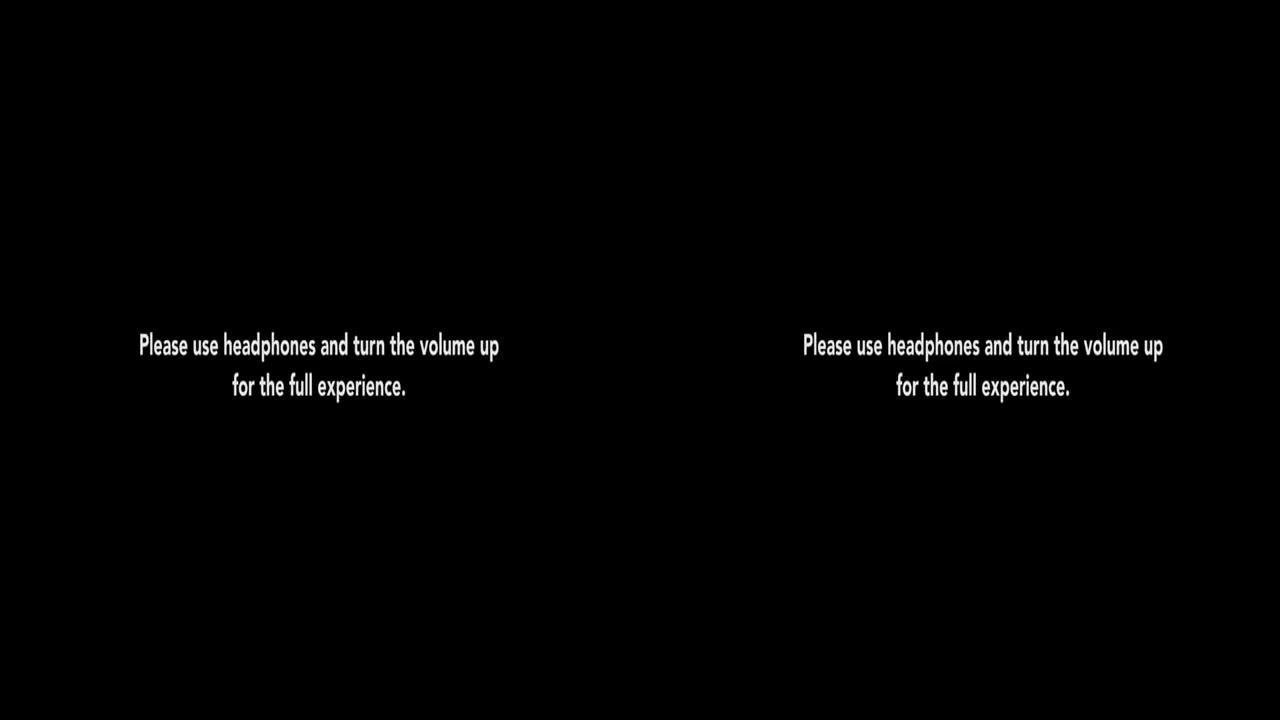 Please use headphones and turn the volume up
for the full experience.
Please use headphones and turn the volume up
for the full experience.